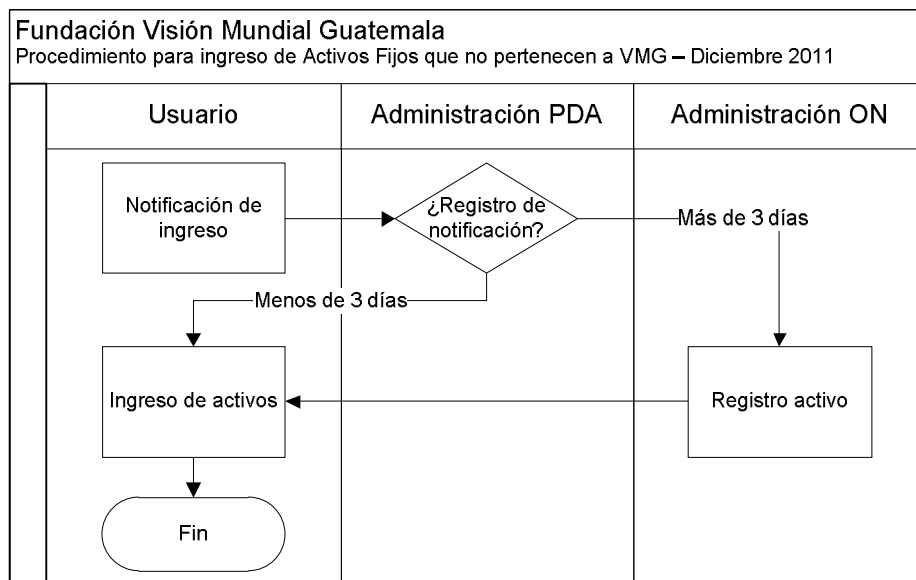 Fundación Visión Mundial Guatemala
Procedimiento para ingreso de Activos Fijos que no pertenecen a VMG – Diciembre 2011
Usuario
Administración PDA
Administración ON
Notificación de
ingreso
¿Registro de
notificación?
Más de 3 días
Menos de 3 días
Ingreso de activos
Registro activo
Fin